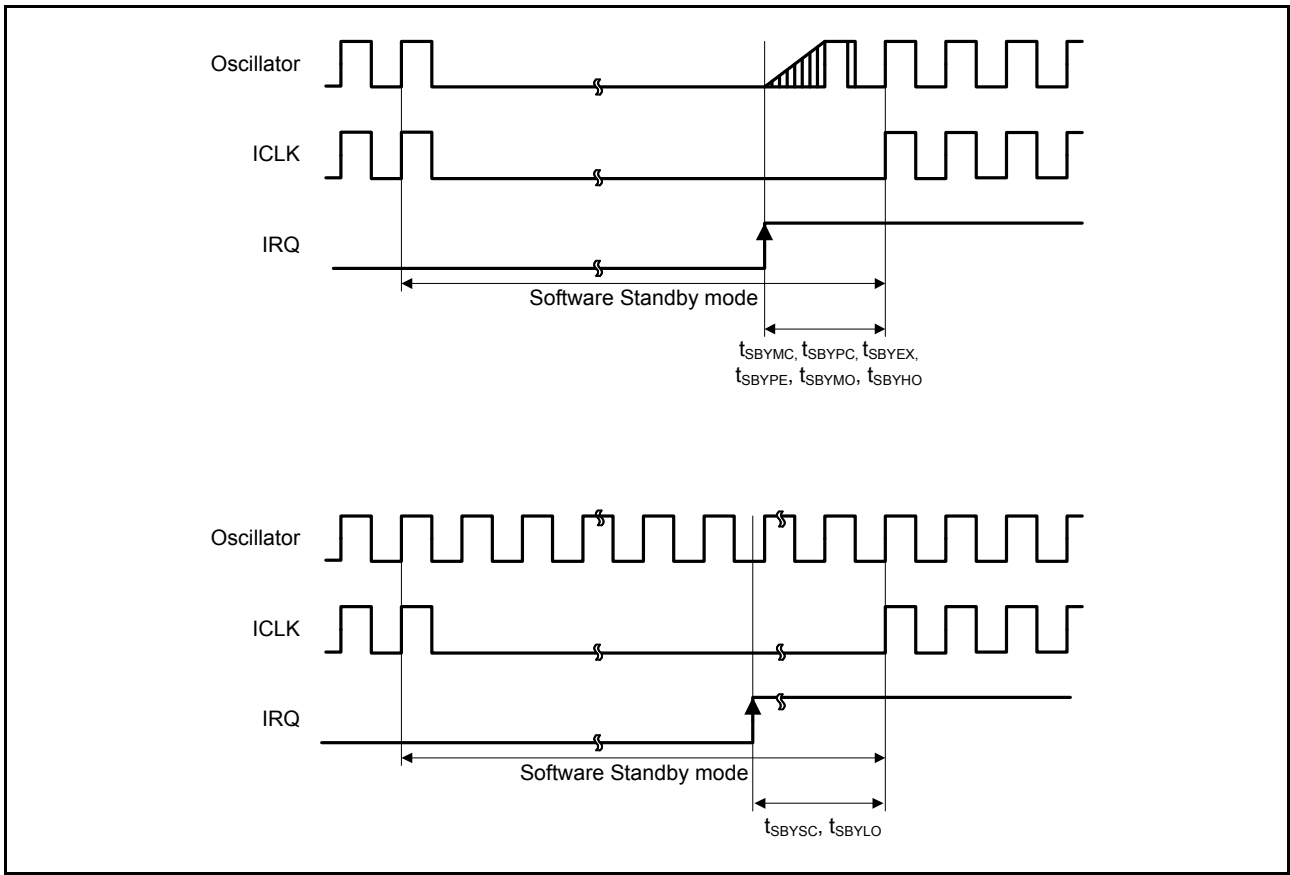 Oscillator
ICLK
IRQ
Software Standby mode
tSBYMC, tSBYPC, tSBYEX,
tSBYPE, tSBYMO, tSBYHO
Oscillator
ICLK
IRQ
Software Standby mode
tSBYSC, tSBYLO